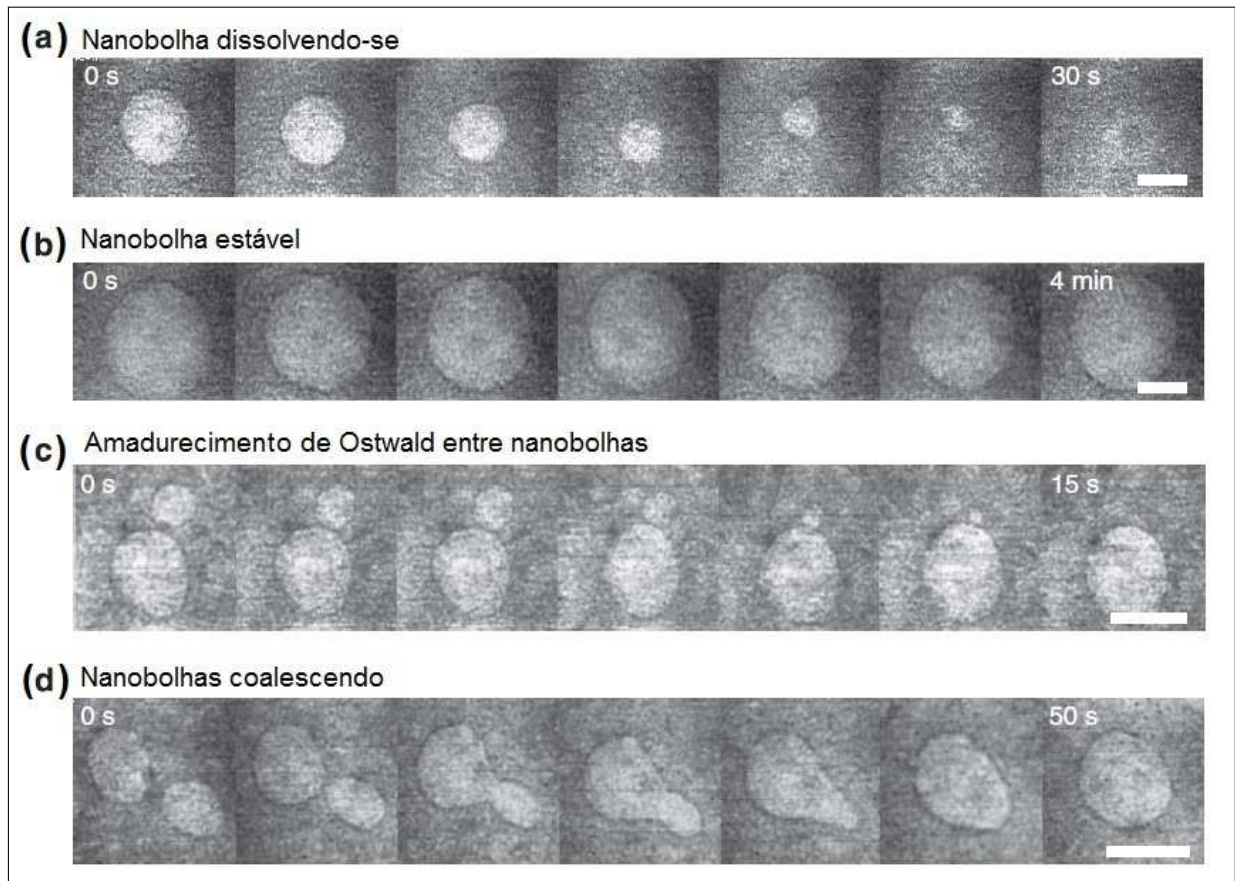 (a) Nanobolha dissolvendo-se
0 s 30 s
(b) Nanobolha estável
0 s 4 min
(c) Amadurecimento de Ostwald entre nanobolhas
0 s 15 s
(d) Nanobolhas coalescendo
0 s 50 s